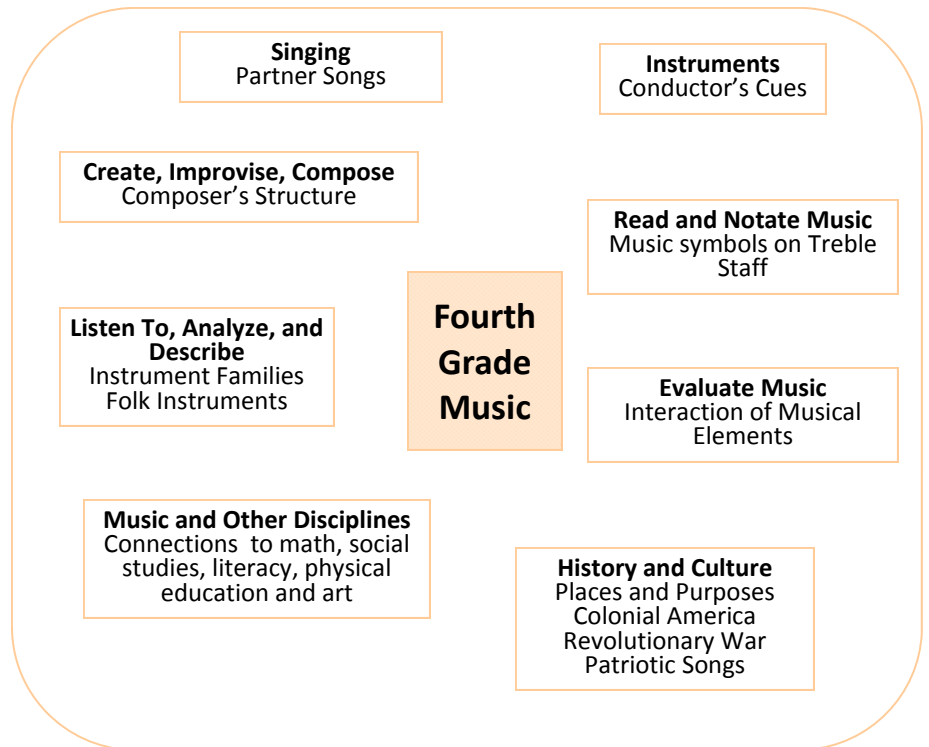 Singing
Partner Songs
Instruments
Conductor’s Cues
Create, Improvise, Compose
Composer’s Structure
Read and Notate Music
Music symbols on Treble
Staff
Fourth
Grade
Music
Listen To, Analyze, and
Describe
Instrument Families
Folk Instruments
Evaluate Music
Interaction of Musical
Elements
Music and Other Disciplines
Connections  to math, social
studies, literacy, physical
education and art
History and Culture
Places and Purposes
Colonial America
Revolutionary War
Patriotic Songs